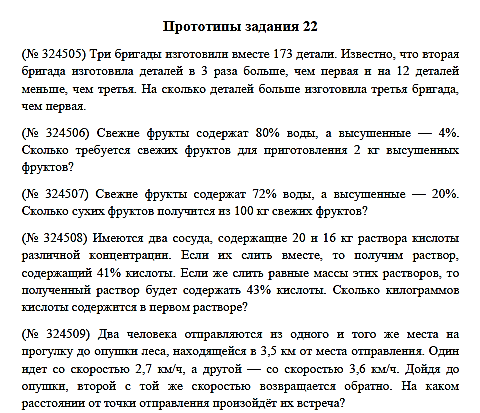 Прототипы задания 22
(№ 324505) Три бригады изготовили вместе 173 детали. Известно, что вторая
бригада изготовила деталей в 3 раза больше, чем первая и на 12 деталей
меньше, чем третья. На сколько деталей больше изготовила третья бригада,
чем первая.
(№ 324506) Свежие фрукты содержат 80% воды, а высушенные — 4%.
Сколько требуется свежих фруктов для приготовления 2 кг высушенных
фруктов?
(№ 324507) Свежие фрукты содержат 72% воды, а высушенные — 20%.
Сколько сухих фруктов получится из 100 кг свежих фруктов?
(№ 324508) Имеются два сосуда, содержащие 20 и 16 кг раствора кислоты
различной концентрации. Если их слить вместе, то получим раствор,
содержащий 41% кислоты. Если же слить равные массы этих растворов, то
полученный раствор будет содержать 43% кислоты. Сколько килограммов
кислоты содержится в первом растворе?
(№ 324509) Два человека отправляются из одного и того же места на
прогулку до опушки леса, находящейся в 3,5 км от места отправления. Один
идет со скоростью 2,7 км/ч, а другой — со скоростью 3,6 км/ч. Дойдя до
опушки, второй с той же скоростью возвращается обратно. На каком
расстоянии от точки отправления произойдёт их встреча?